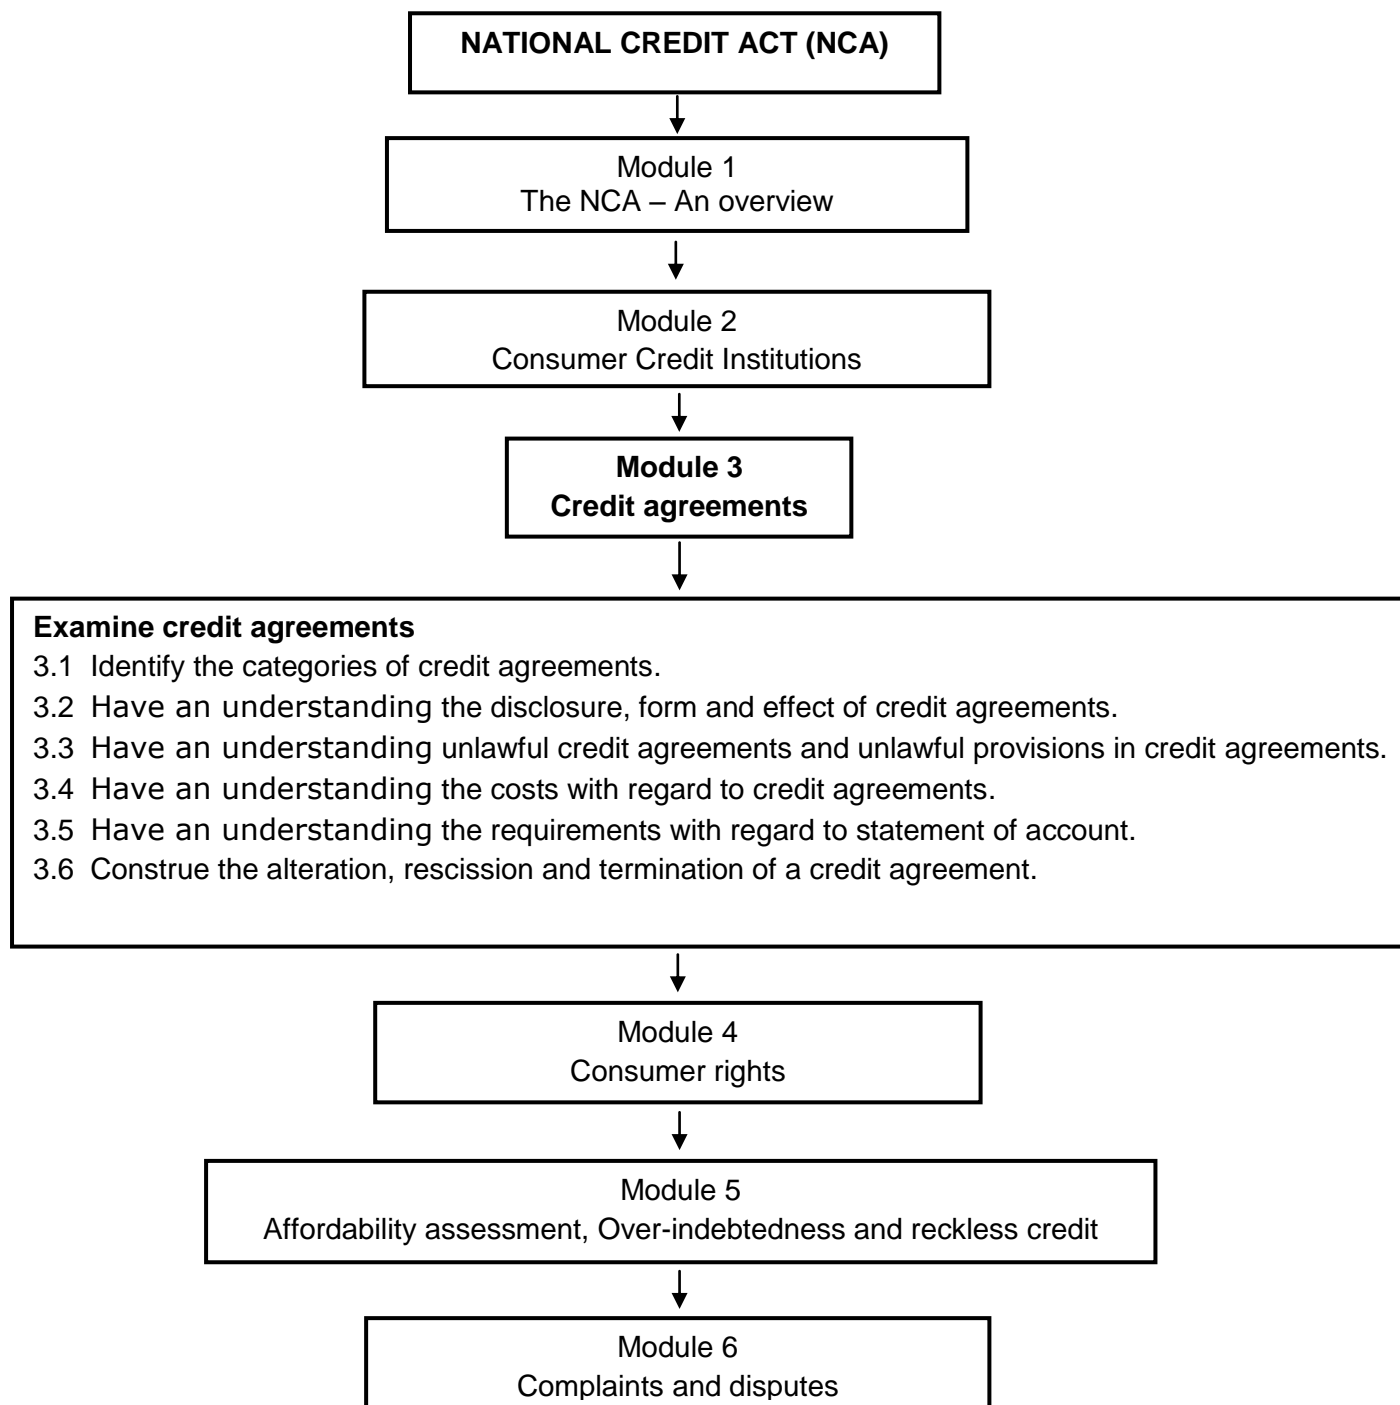 NATIONAL CREDIT ACT (NCA)
Module 1
The NCA – An overview
Module 2
Consumer Credit Institutions
Module 3
Credit agreements
Examine credit agreements
3.1 Identify the categories of credit agreements.
3.2 Have an understanding the disclosure, form and effect of credit agreements.
3.3 Have an understanding unlawful credit agreements and unlawful provisions in credit agreements.
3.4 Have an understanding the costs with regard to credit agreements.
3.5 Have an understanding the requirements with regard to statement of account.
3.6 Construe the alteration, rescission and termination of a credit agreement.
Module 4
Consumer rights
Module 5
Affordability assessment, Over-indebtedness and reckless credit
Module 6
Complaints and disputes